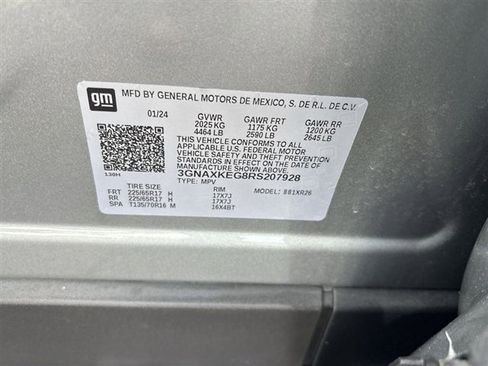 gm
MFD BY GENERAL MOTORS DE MEXICO, S. DE R.L. DE C.V.
01/24 GVWR GAWR FRT GAWR RR
2025 KG 1175 KG 1200 KG
4464 LB 2590 LB 2645 LB
THIS VEHICLE CONFORMS TO ALL
APPLICABLE U.S. FEDERAL MOTOR
VEHICLE SAFETY AND THEFT PREVENTION
STANDARDS IN EFFECT ON THE DATE OF
MANUFACTURE SHOWN ABOVE.
3GNAXKEG8RS207928
130H TYPE: MPV MODEL: 881XR26
TIRE SIZE RIM
FRT 225/65R17 H 17X7J
RR 225/65R17 H 17X7J
SPA T135/70R16 M 16X4BT